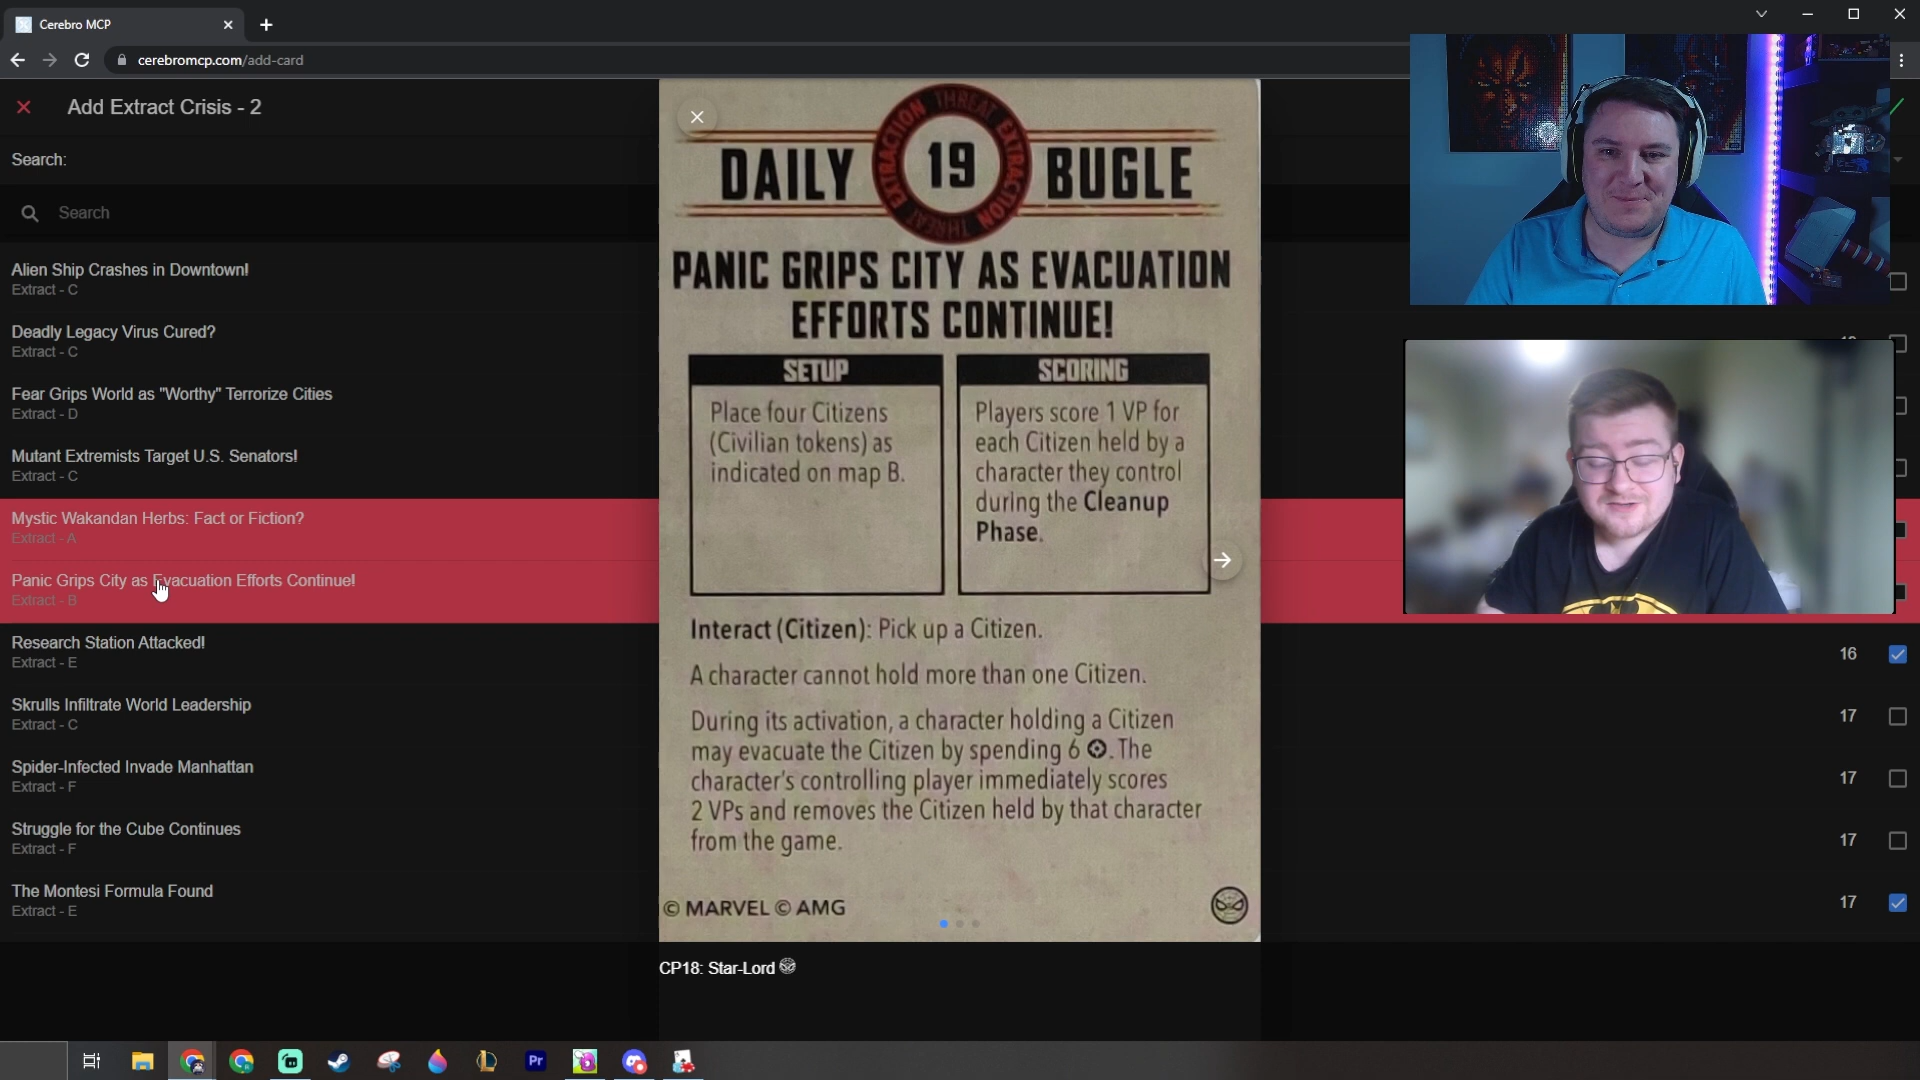 Cerebro MCP
cerebromcp.com/add-card
Add Extract Crisis - 2
Search:
Search
Alien Ship Crashes in Downtown!
Extract - C
Deadly Legacy Virus Cured?
Extract - C
Fear Grips World as "Worthy" Terrorize Cities
Extract - D
Mutant Extremists Target U.S. Senators!
Extract - C
Mystic Wakandan Herbs: Fact or Fiction?
Extract - A
Panic Grips City as Evacuation Efforts Continue!
Extract - B
Research Station Attacked!
Extract - E
16
Skrulls Infiltrate World Leadership
Extract - C
17
Spider-Infected Invade Manhattan
Extract - F
17
Struggle for the Cube Continues
Extract - F
17
The Montesi Formula Found
Extract - E
17
THREAT EXTRACTION THREAT EXTRACTION
DAILY 19 BUGLE
PANIC GRIPS CITY AS EVACUATION
EFFORTS CONTINUE!
SETUP
Place four Citizens
(Civilian tokens) as
indicated on map B.
SCORING
Players score 1 VP for
each Citizen held by a
character they control
during the Cleanup
Phase.
Interact (Citizen): Pick up a Citizen.
A character cannot hold more than one Citizen.
During its activation, a character holding a Citizen
may evacuate the Citizen by spending 6 . The
character's controlling player immediately scores
2 VPs and removes the Citizen held by that character
from the game.
© MARVEL © AMG
CP18: Star-Lord
Pr